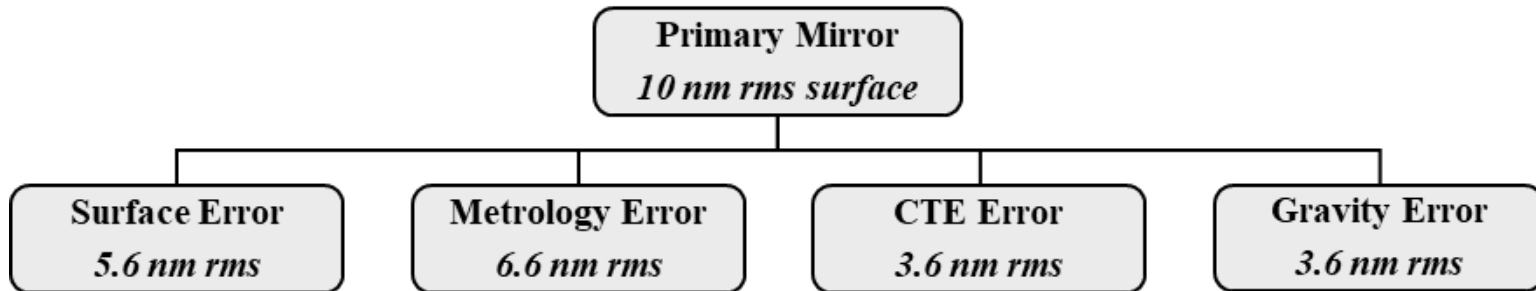 Primary Mirror
10 nm rms surface
Surface Error
5.6 nm rms
Metrology Error
6.6 nm rms
CTE Error
3.6 nm rms
Gravity Error
3.6 nm rms